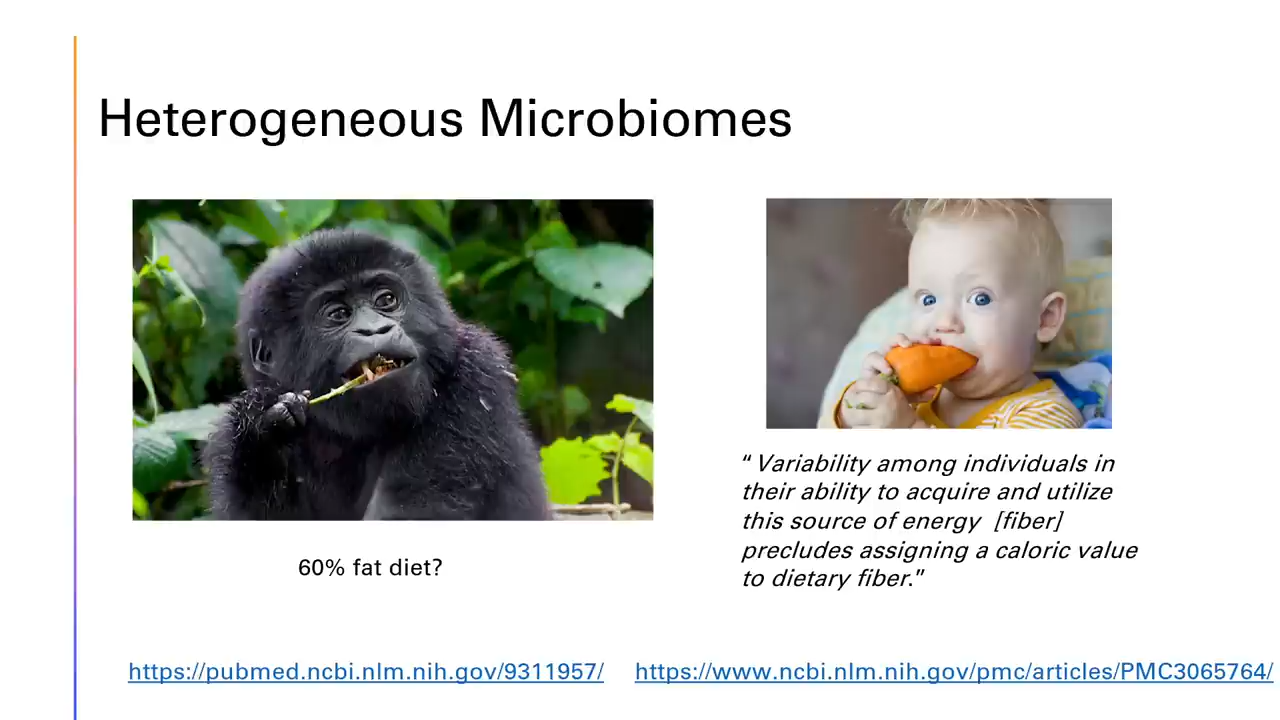 Heterogeneous Microbiomes
60% fat diet?
“Variability among individuals in
their ability to acquire and utilize
this source of energy [fiber]
precludes assigning a caloric value
to dietary fiber.”
https://pubmed.ncbi.nlm.nih.gov/9311957/
https://www.ncbi.nlm.nih.gov/pmc/articles/PMC3065764/